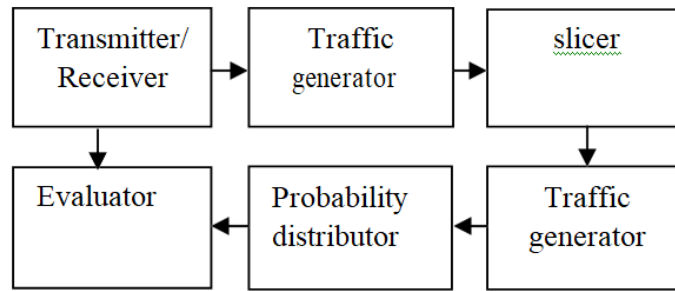 Transmitter/
Receiver
Traffic
generator
slicer
Evaluator
Probability
distributor
Traffic
generator